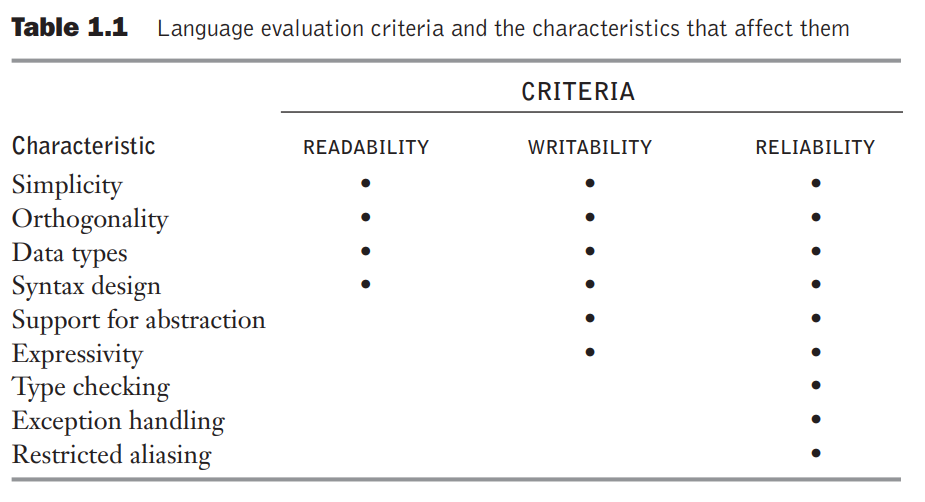 Table 1.1 Language evaluation criteria and the characteristics that affect them
CRITERIA
Characteristic READABILITY WRITABILITY RELIABILITY
Simplicity • • •
Orthogonality • • •
Data types • • •
Syntax design • • •
Support for abstraction • •
Expressivity • •
Type checking •
Exception handling •
Restricted aliasing •